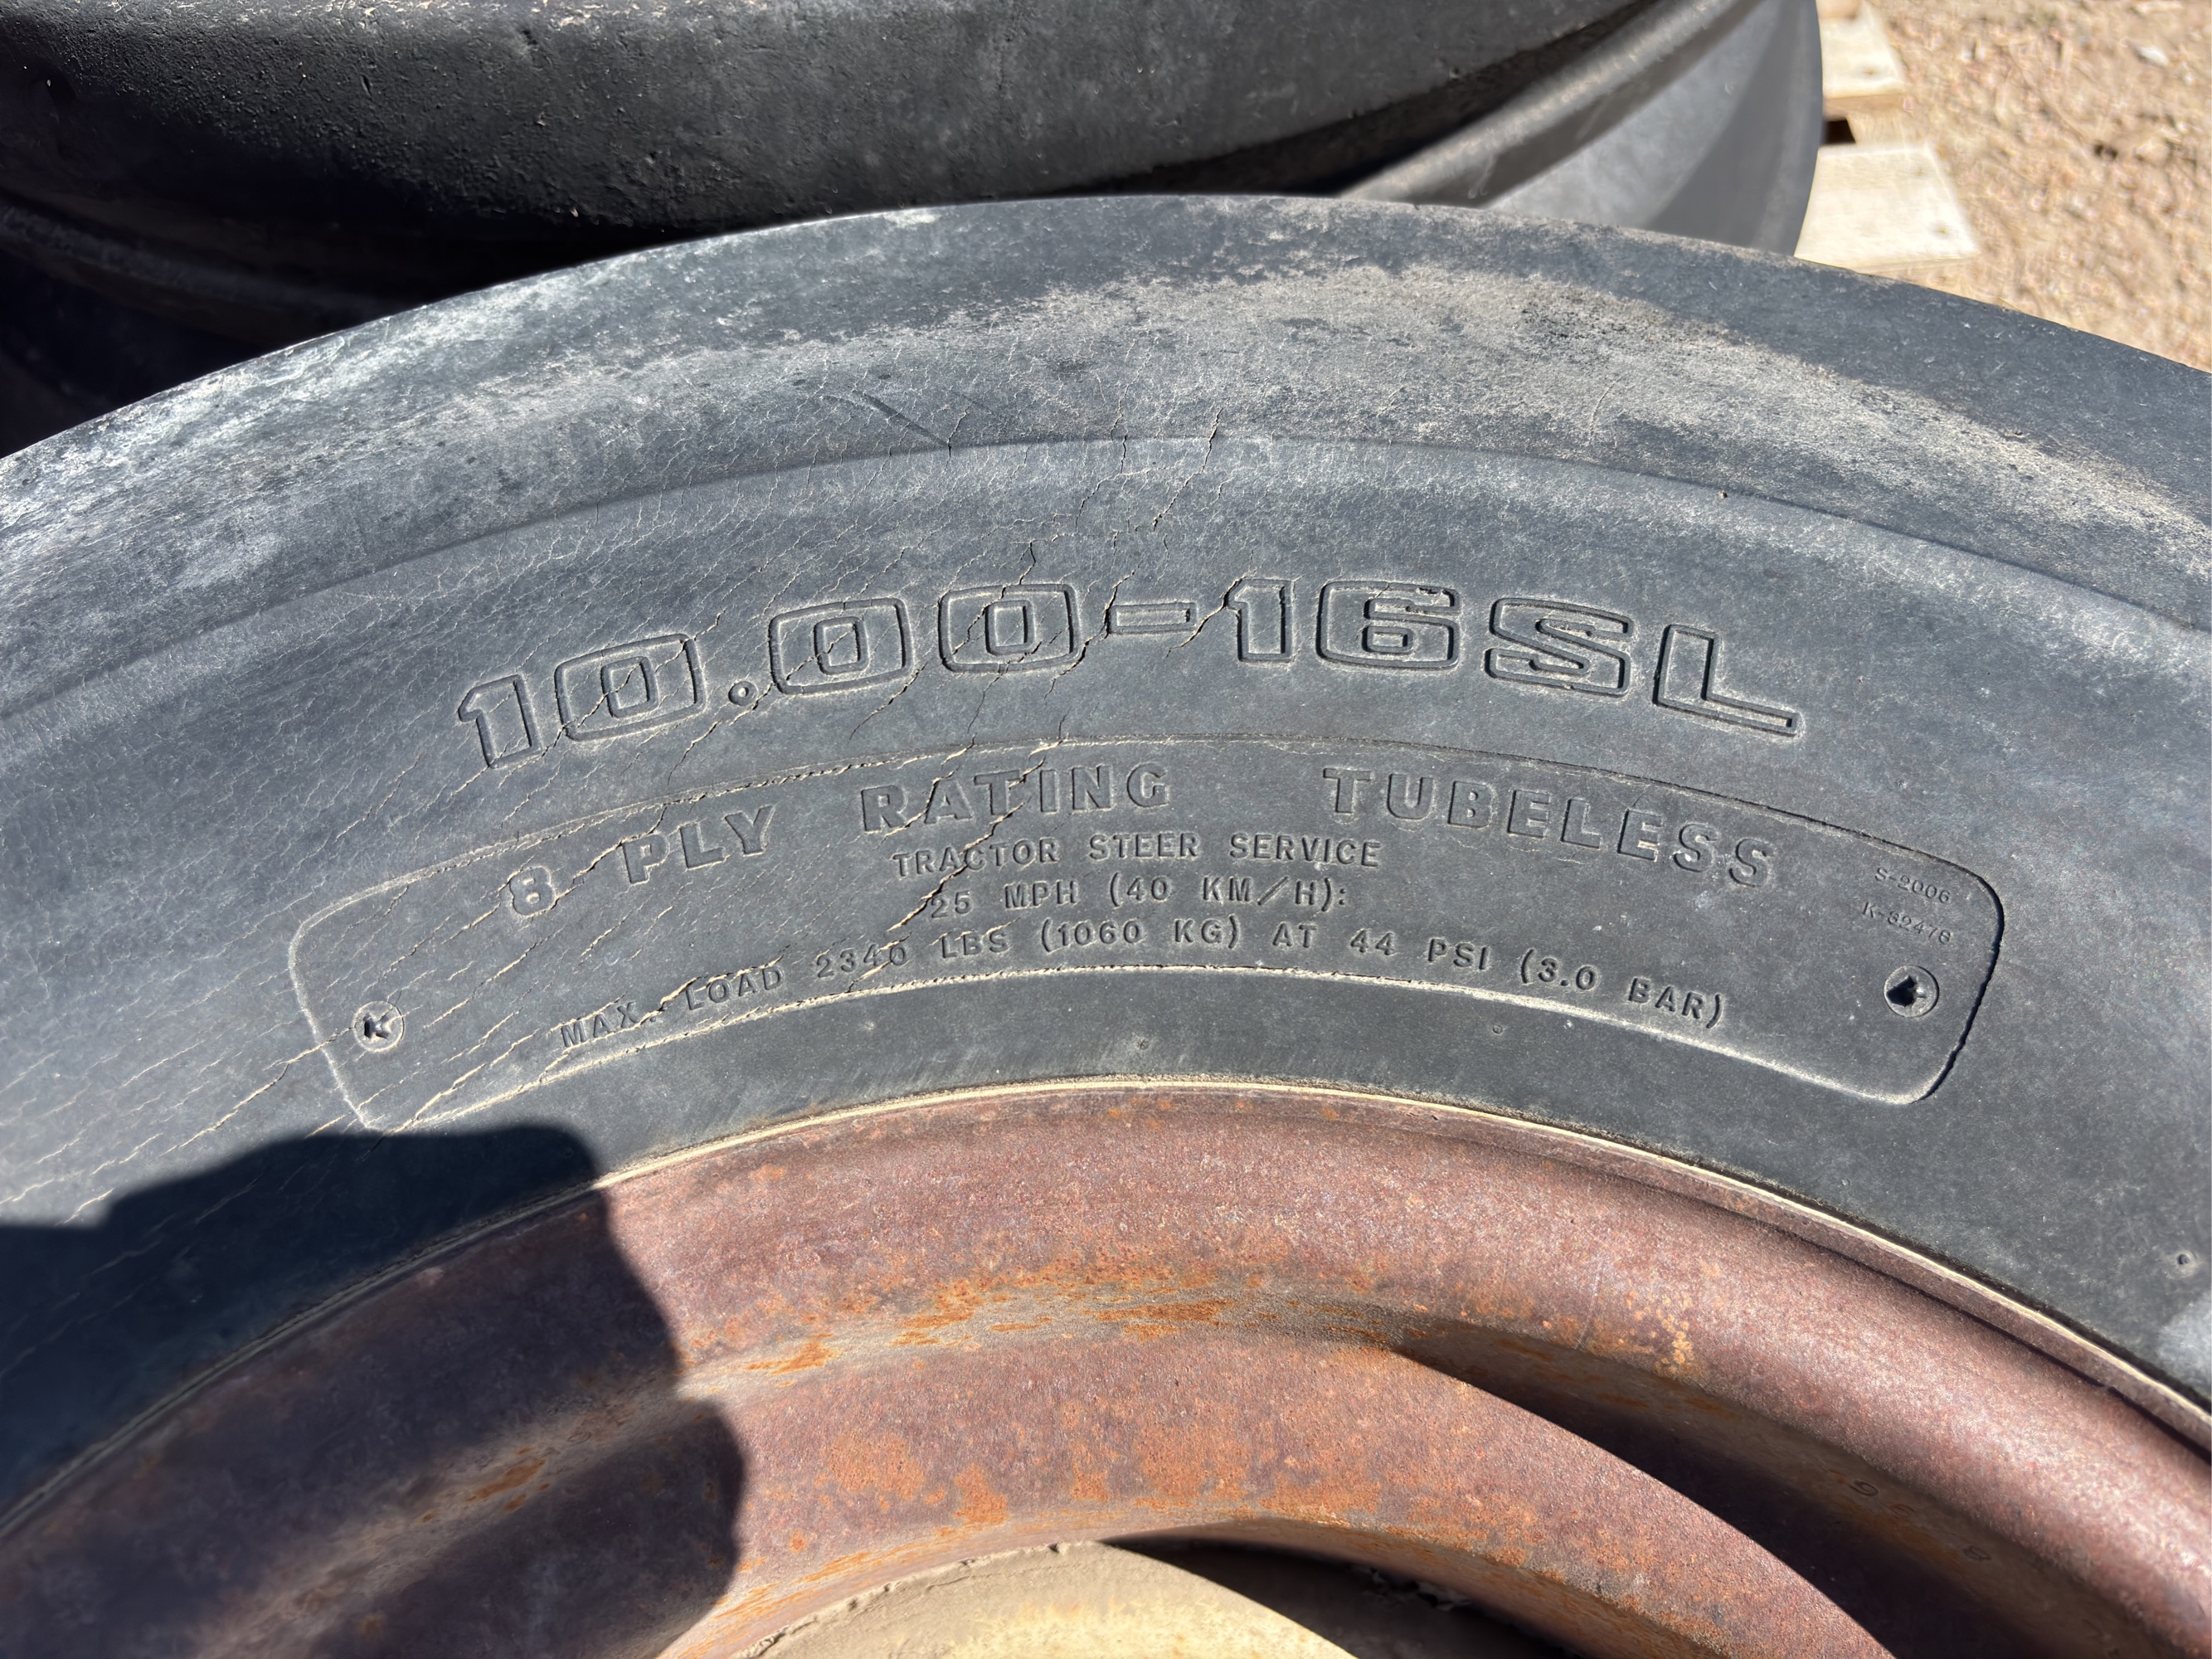 10.00-16SL
8 PLY RATING TUBELESS
TRACTOR STEER SERVICE
25 MPH (40 KM/H):
MAX. LOAD 2340 LBS (1060 KG) AT 44 PSI (3.0 BAR)
S-2006
K-82476